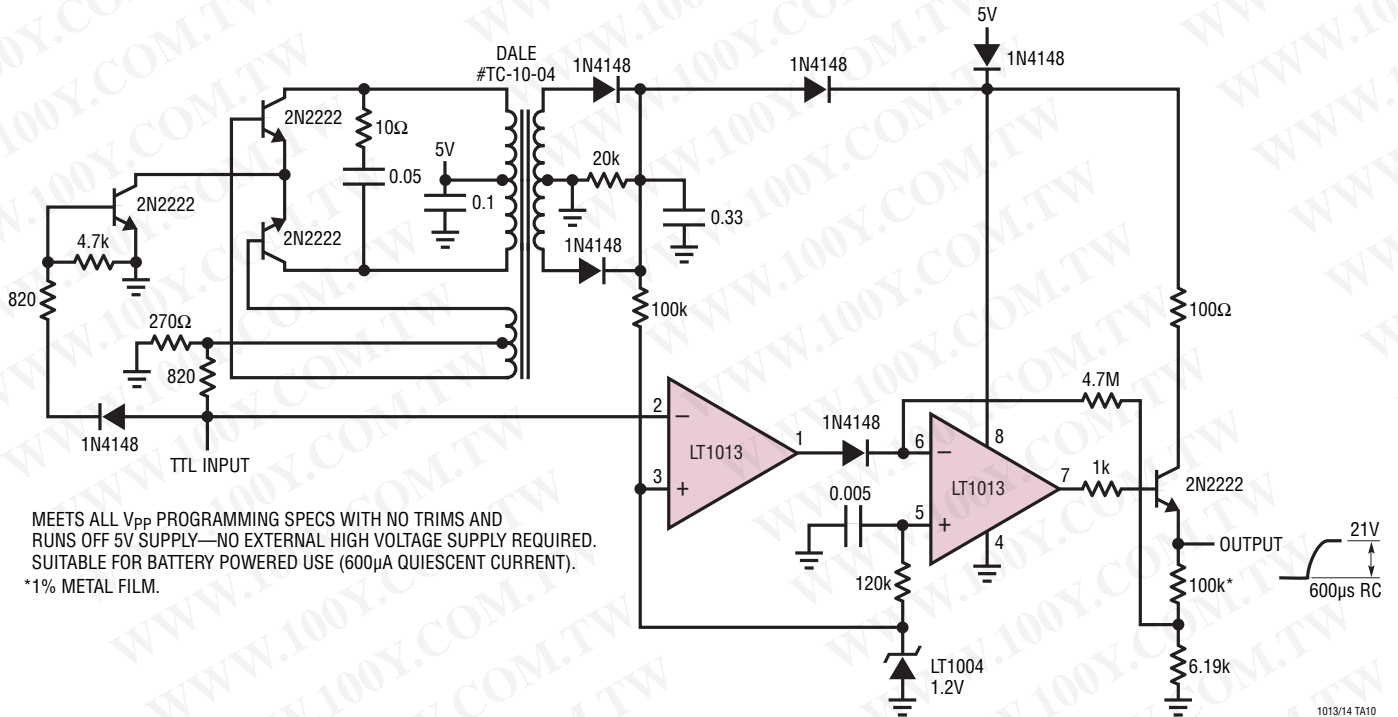 5V
1N4148
DALE
#TC-10-04
1N4148
1N4148
2N2222
10Ω
0.05
5V
0.1
20k
0.33
2N2222
4.7k
2N2222
1N4148
820
270Ω
820
100k
100Ω
1N4148
TTL INPUT
2
3
1
LT1013
1N4148
4.7M
6
5
8
7
4
LT1013
1k
2N2222
0.005
120k
OUTPUT
21V
600µs RC
100k*
6.19k
LT1004
1.2V
MEETS ALL VPP PROGRAMMING SPECS WITH NO TRIMS AND
RUNS OFF 5V SUPPLY—NO EXTERNAL HIGH VOLTAGE SUPPLY REQUIRED.
SUITABLE FOR BATTERY POWERED USE (600µA QUIESCENT CURRENT).
*1% METAL FILM.
1013/14 TA10
WWW.100Y.COM.TW